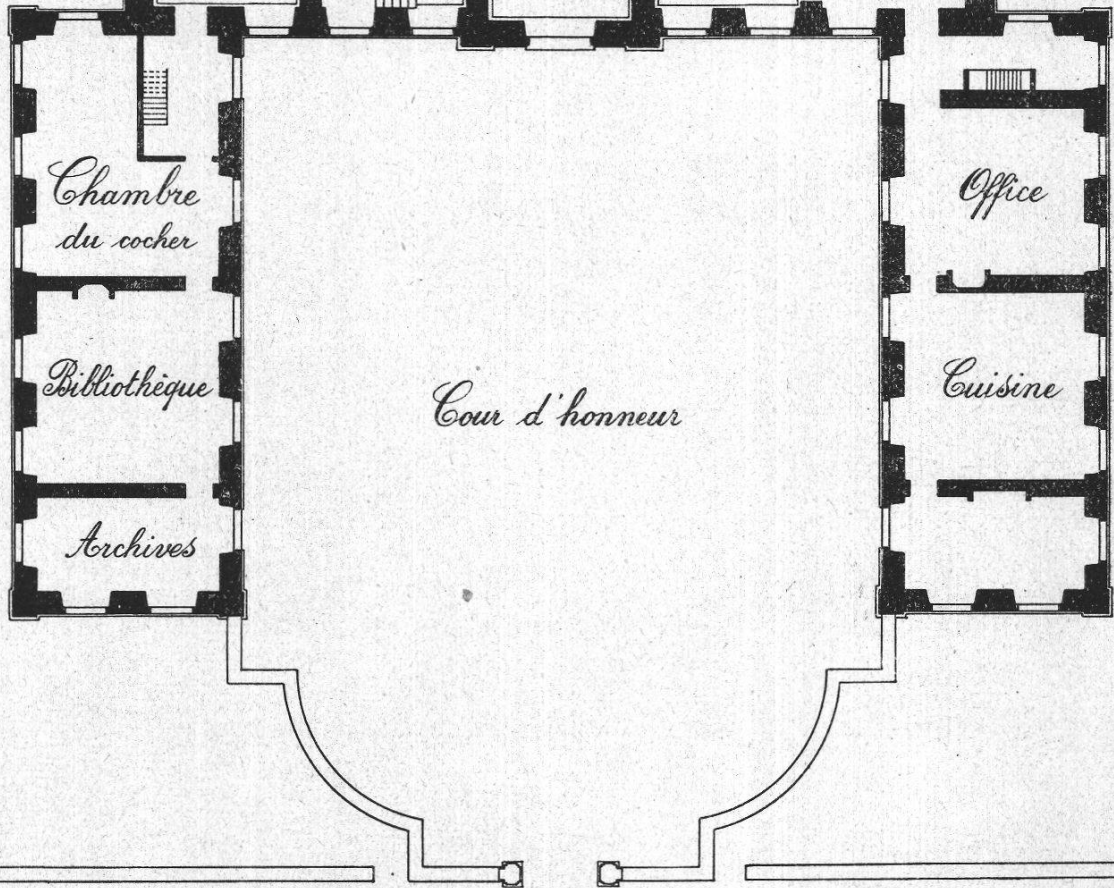 Chambre
du cocher
Office
Bibliothèque
Cour d'honneur
Cuisine
Archives